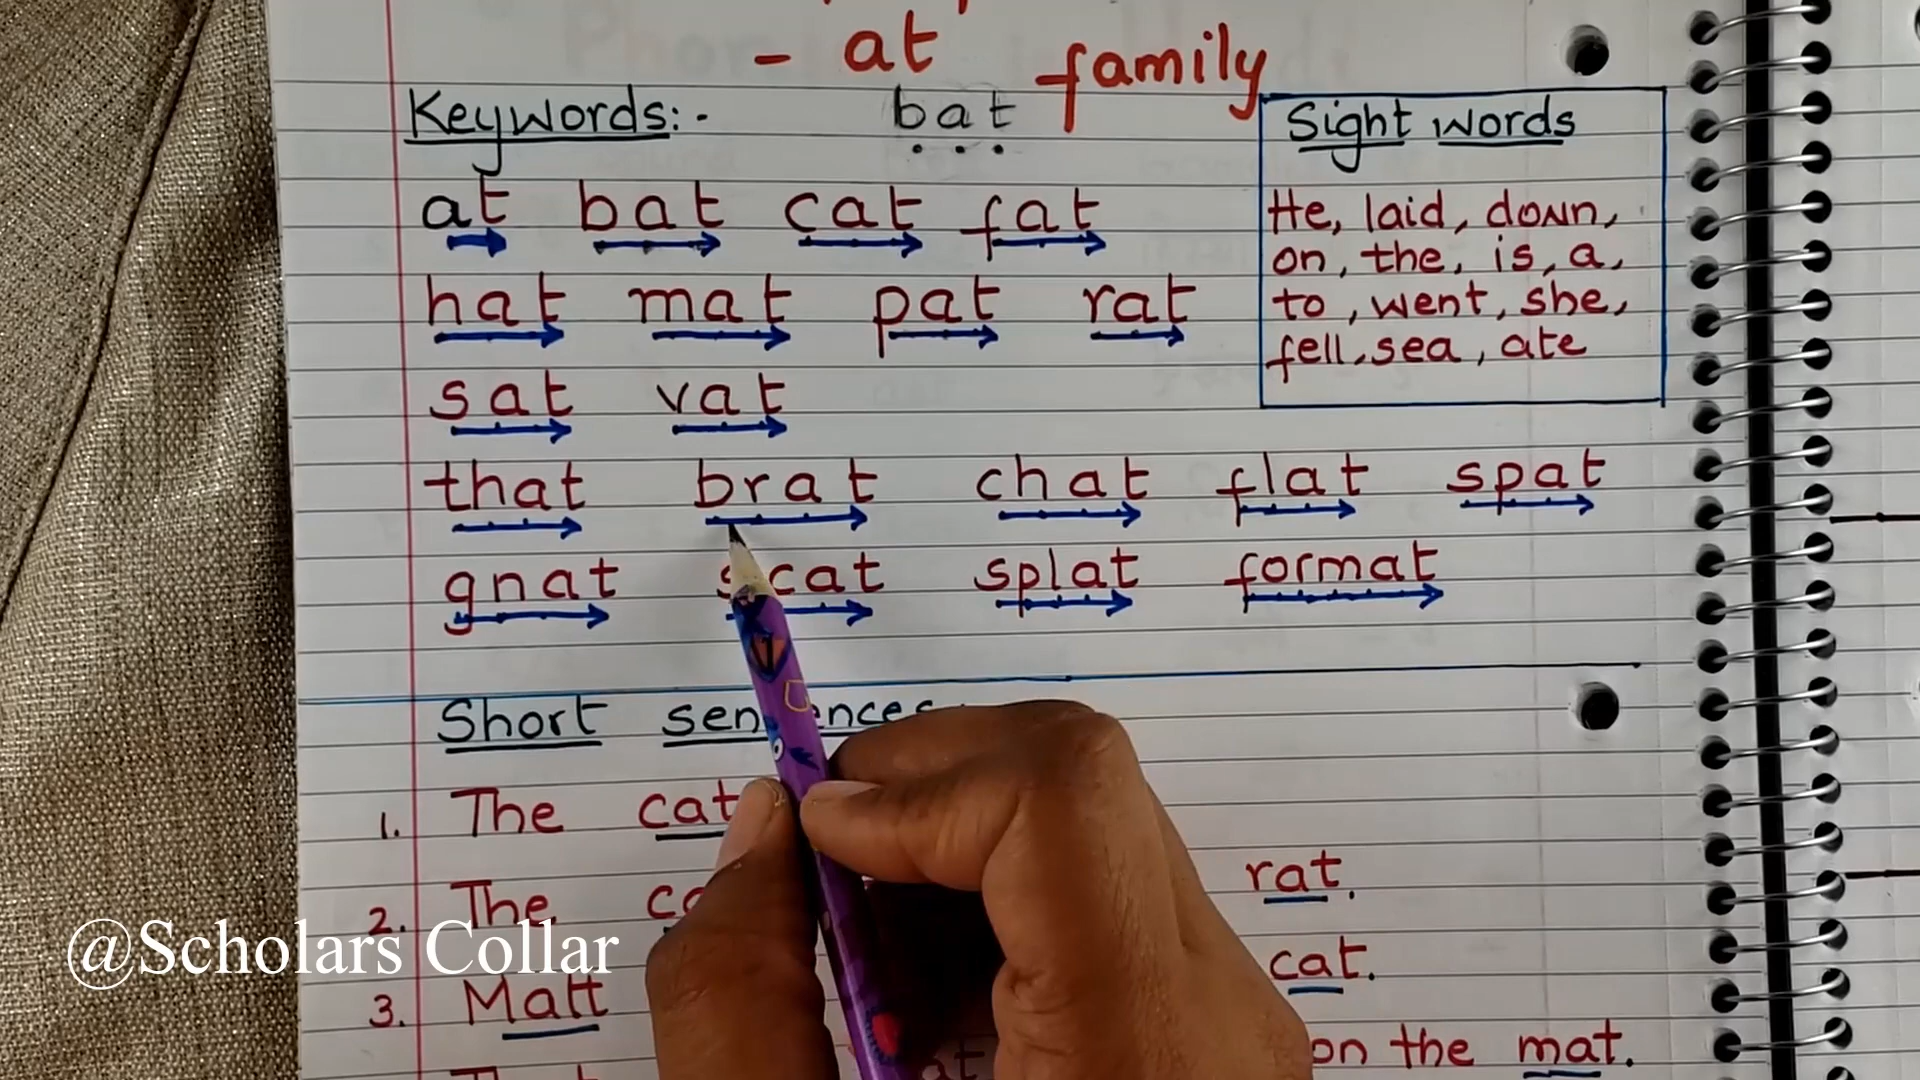 - at family
Keywords:-
bat
at bat cat fat
hat mat pat rat
sat vat
that brat chat flat spat
gnat scat splat format
Sight words
He, laid, down,
on, the, is, a,
to, went, she,
fell, sea, ate
Short sentences
1. The cat
2. The rat.
3. Matt cat.
on the mat.
@Scholars Collar